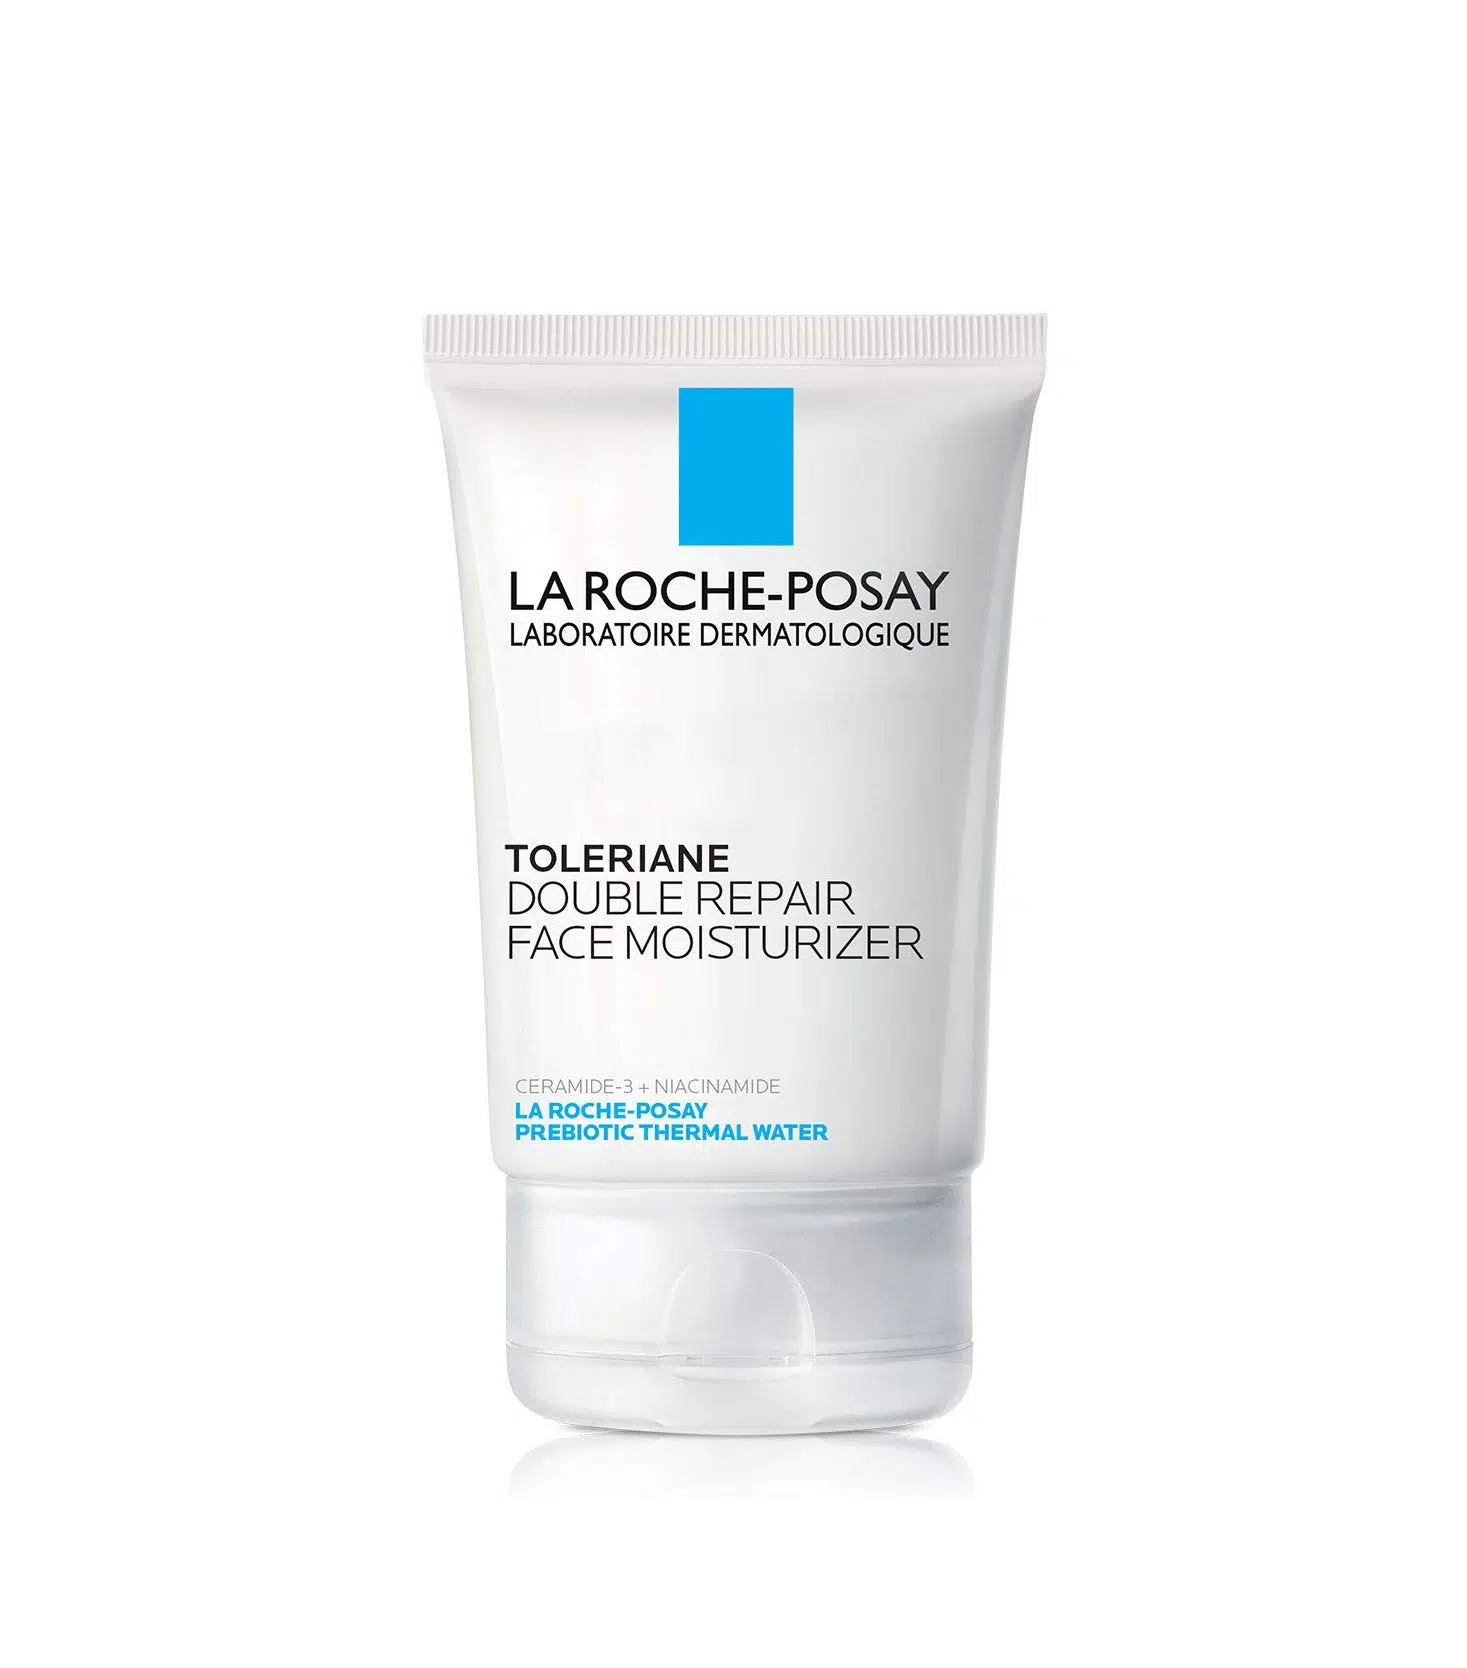 LA ROCHE-POSAY
LABORATOIRE DERMATOLOGIQUE
TOLERIANE
DOUBLE REPAIR
FACE MOISTURIZER
CERAMIDE-3 + NIACINAMIDE
LA ROCHE-POSAY
PREBIOTIC THERMAL WATER